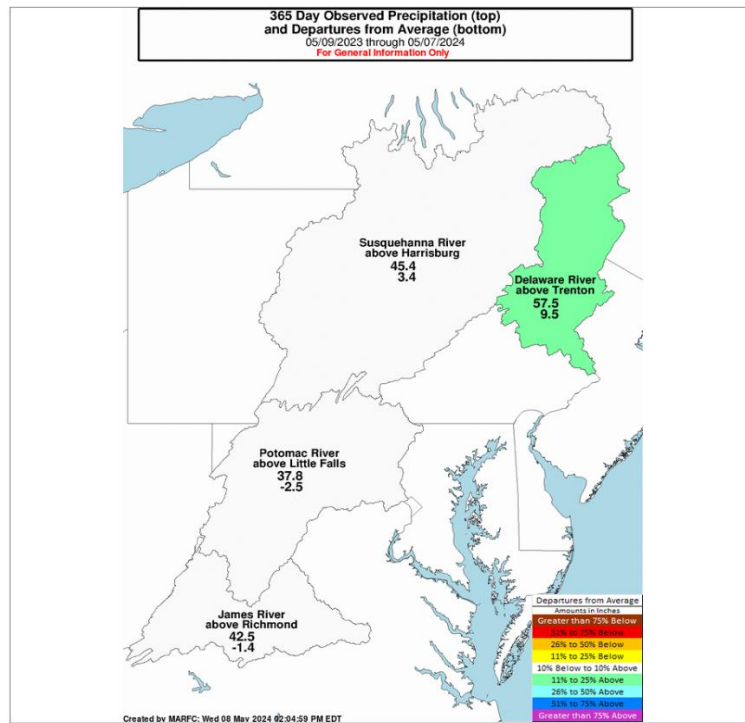 365 Day Observed Precipitation (top)
and Departures from Average (bottom)
05/09/2023 through 05/07/2024
For General Information Only
Susquehanna River
above Harrisburg
45.4
3.4
Delaware River
above Trenton
57.5
9.5
Potomac River
above Little Falls
37.8
-2.5
James River
above Richmond
42.5
-1.4
Departures from Average
Amounts in Inches
Greater than 75% Below
51% to 75% Below
26% to 50% Below
11% to 25% Below
10% Below to 10% Above
11% to 25% Above
26% to 50% Above
51% to 75% Above
Greater than 75% Above
Created by MARFC: Wed 08 May 2024 02:04:59 PM EDT